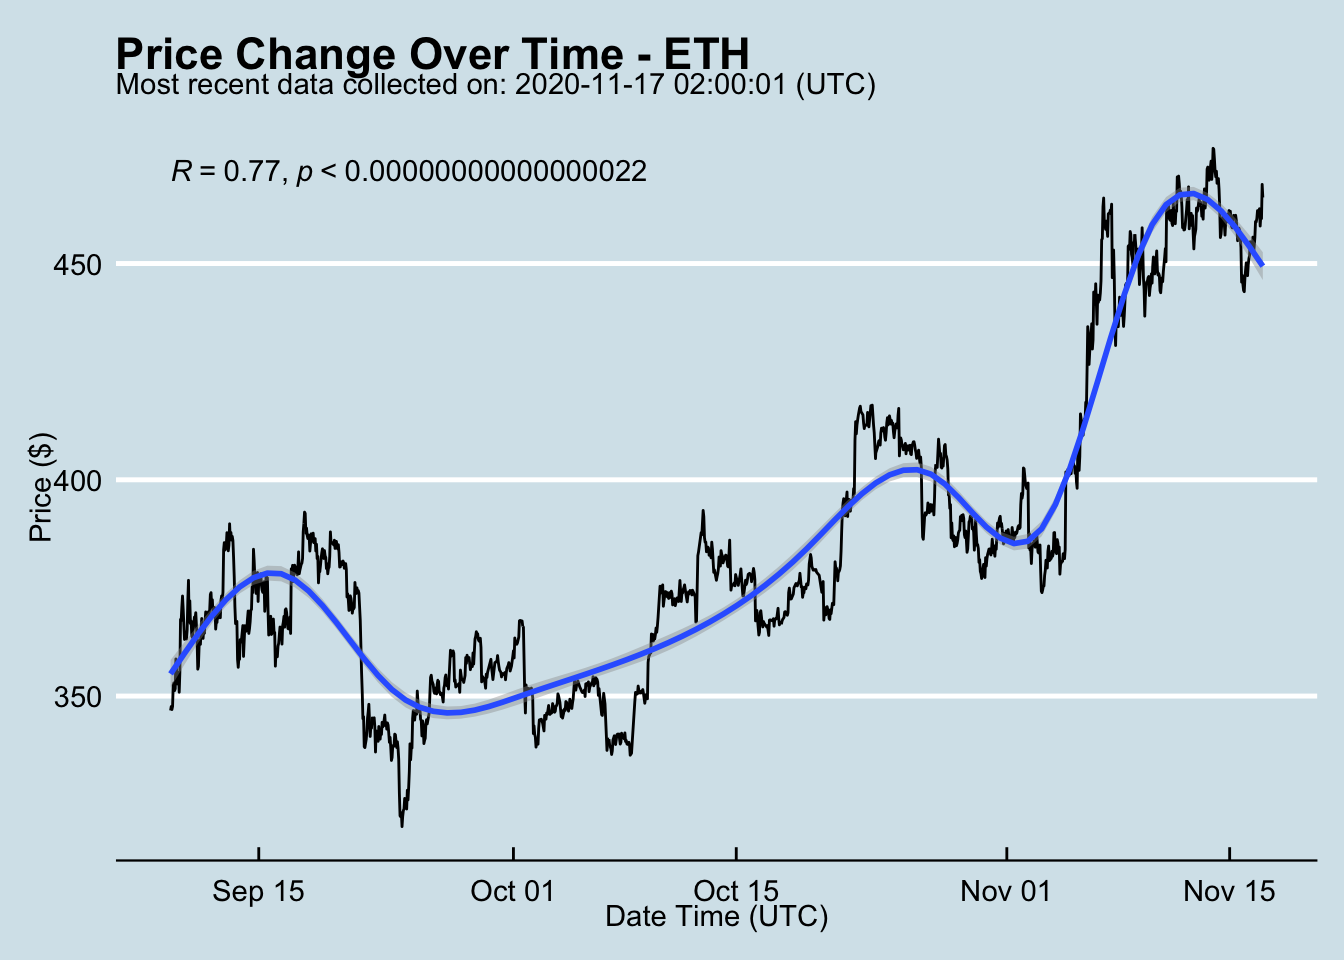 Price Change Over Time - ETH
Most recent data collected on: 2020-11-17 02:00:01 (UTC)
R = 0.77, p < 0.00000000000000022
450
400
350
Price ($)
Sep 15 Oct 01 Oct 15 Nov 01 Nov 15
Date Time (UTC)